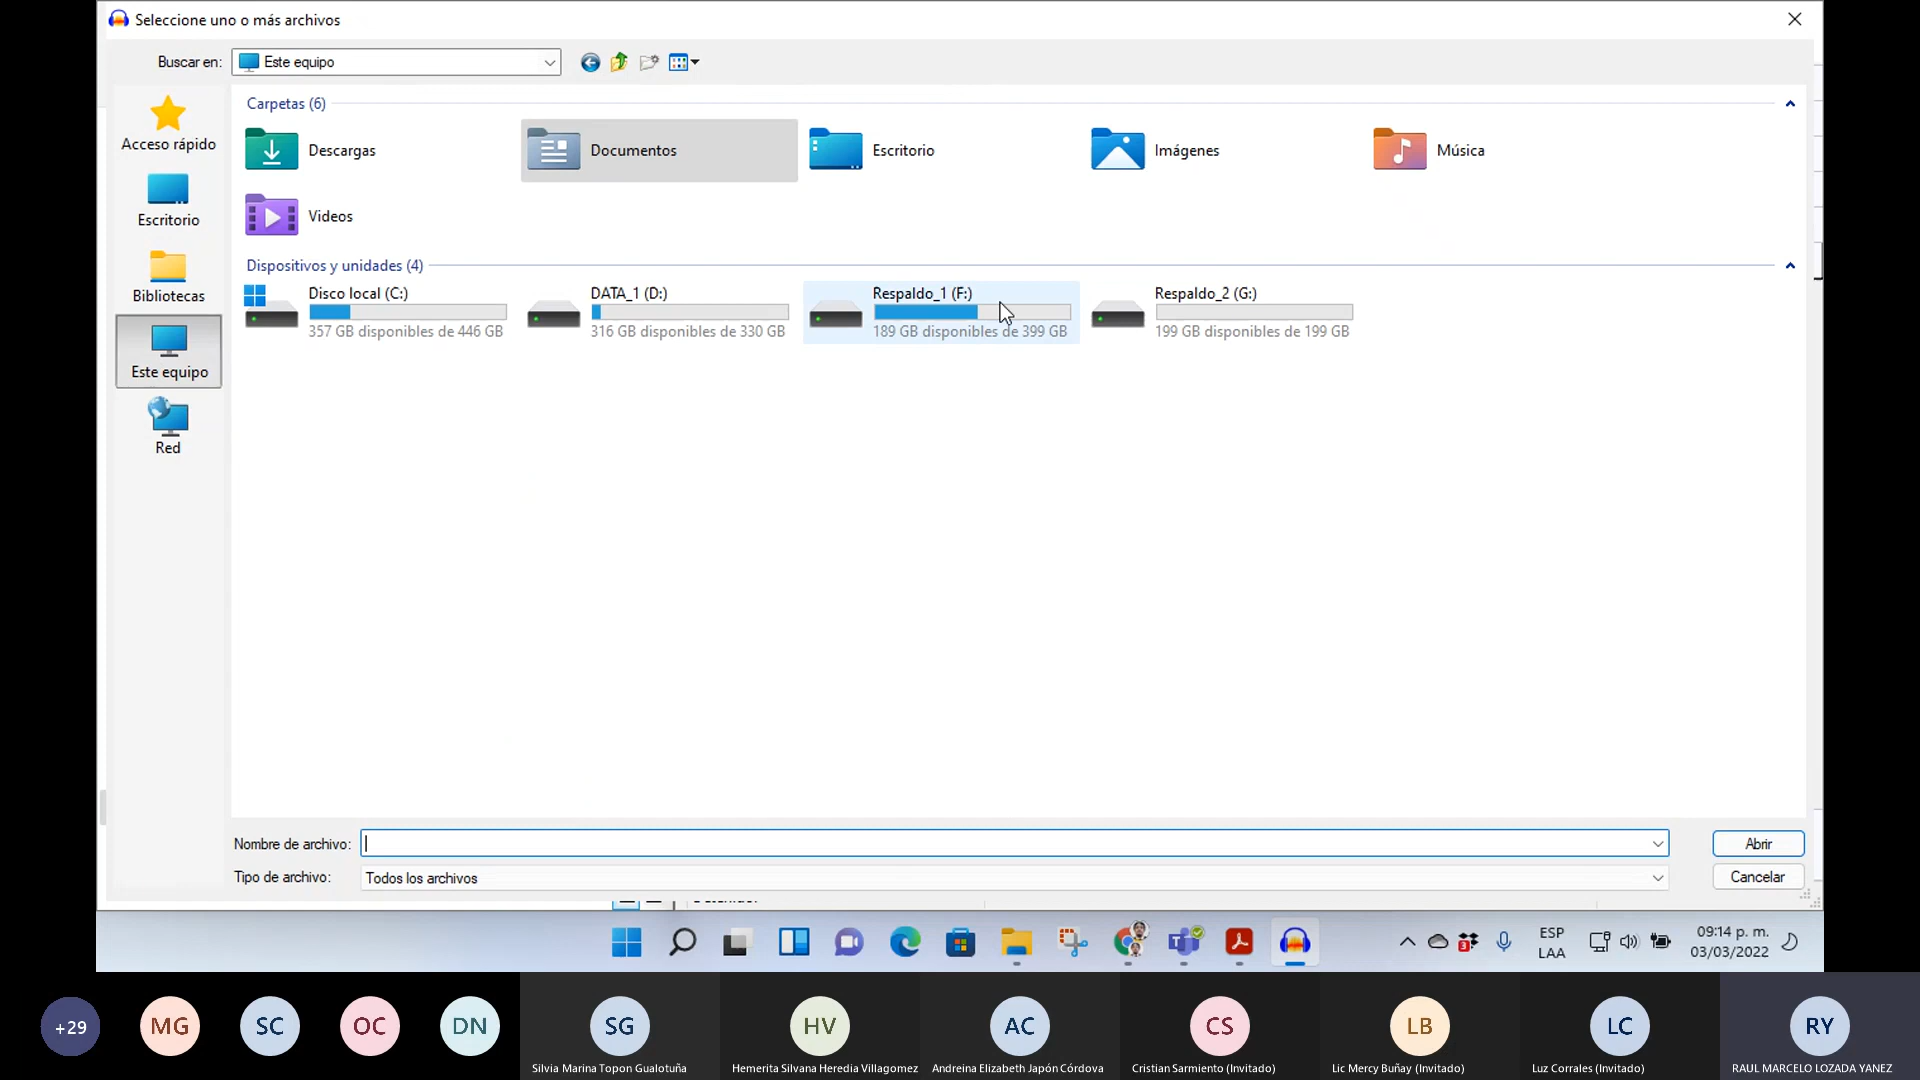 Seleccione uno o más archivos
Buscar en: Este equipo
Acceso rápido
Escritorio
Bibliotecas
Este equipo
Red
Carpetas (6)
Descargas
Documentos
Escritorio
Imágenes
Música
Videos
Dispositivos y unidades (4)
Disco local (C:)
357 GB disponibles de 446 GB
DATA_1 (D:)
316 GB disponibles de 330 GB
Respaldo_1 (F:)
189 GB disponibles de 399 GB
Respaldo_2 (G:)
199 GB disponibles de 199 GB
Nombre de archivo:
Abrir
Tipo de archivo: Todos los archivos
Cancelar
ESP
LAA
09:14 p. m.
03/03/2022
+29
MG
SC
OC
DN
SG
HV
AC
CS
LB
LC
RY
Silvia Marina Topon Gualotuña
Hemerita Silvana Heredia Villagomez
Andreina Elizabeth Japón Córdova
Cristian Sarmiento (Invitado)
Lic Mercy Buñay (Invitado)
Luz Corrales (Invitado)
RAUL MARCELO LOZADA YANEZ